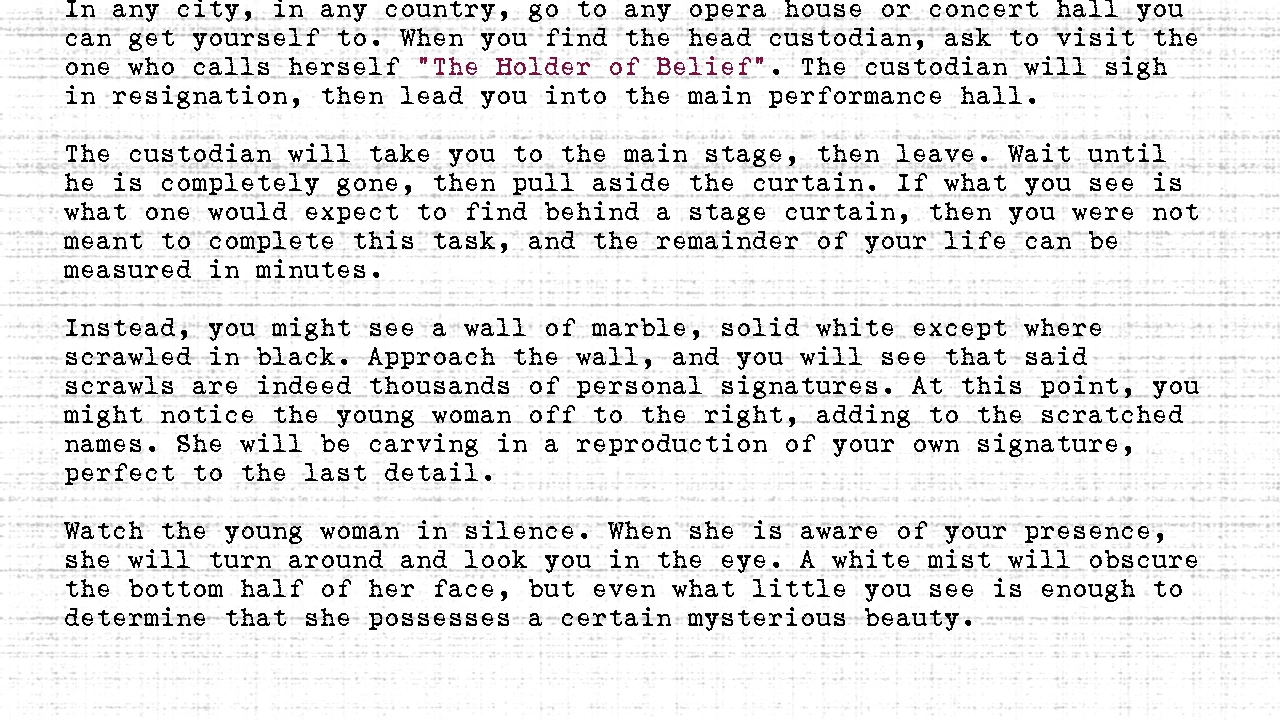 In any city, in any country, go to any opera house or concert hall you
can get yourself to. When you find the head custodian, ask to visit the
one who calls herself "The Holder of Belief". The custodian will sigh
in resignation, then lead you into the main performance hall.
The custodian will take you to the main stage, then leave. Wait until
he is completely gone, then pull aside the curtain. If what you see is
what one would expect to find behind a stage curtain, then you were not
meant to complete this task, and the remainder of your life can be
measured in minutes.
Instead, you might see a wall of marble, solid white except where
scrawled in black. Approach the wall, and you will see that said
scrawls are indeed thousands of personal signatures. At this point, you
might notice the young woman off to the right, adding to the scratched
names. She will be carving in a reproduction of your own signature,
perfect to the last detail.
Watch the young woman in silence. When she is aware of your presence,
she will turn around and look you in the eye. A white mist will obscure
the bottom half of her face, but even what little you see is enough to
determine that she possesses a certain mysterious beauty.